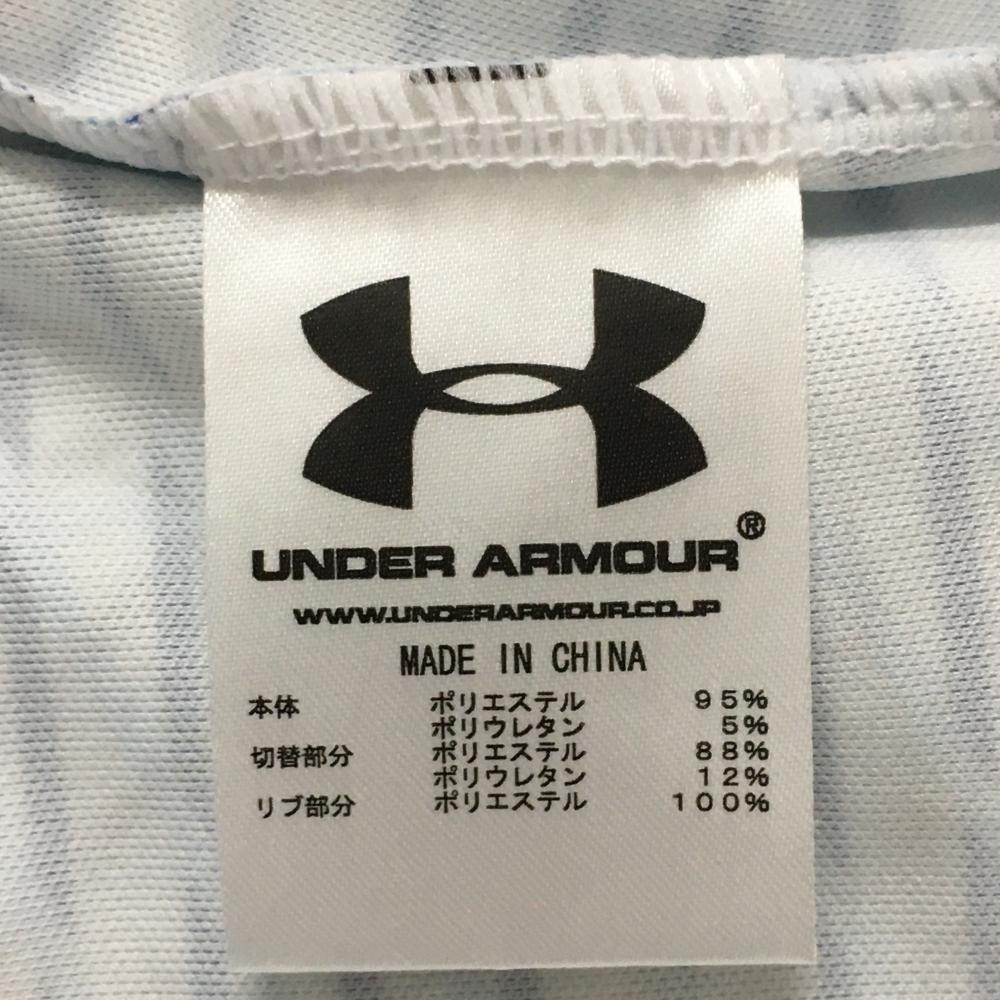 UNDER ARMOUR®
WWW.UNDERARMOUR.CO.JP
MADE IN CHINA
本体 ポリエステル 95%
ポリウレタン 5%
切替部分 ポリエステル 88%
ポリウレタン 12%
リブ部分 ポリエステル 100%